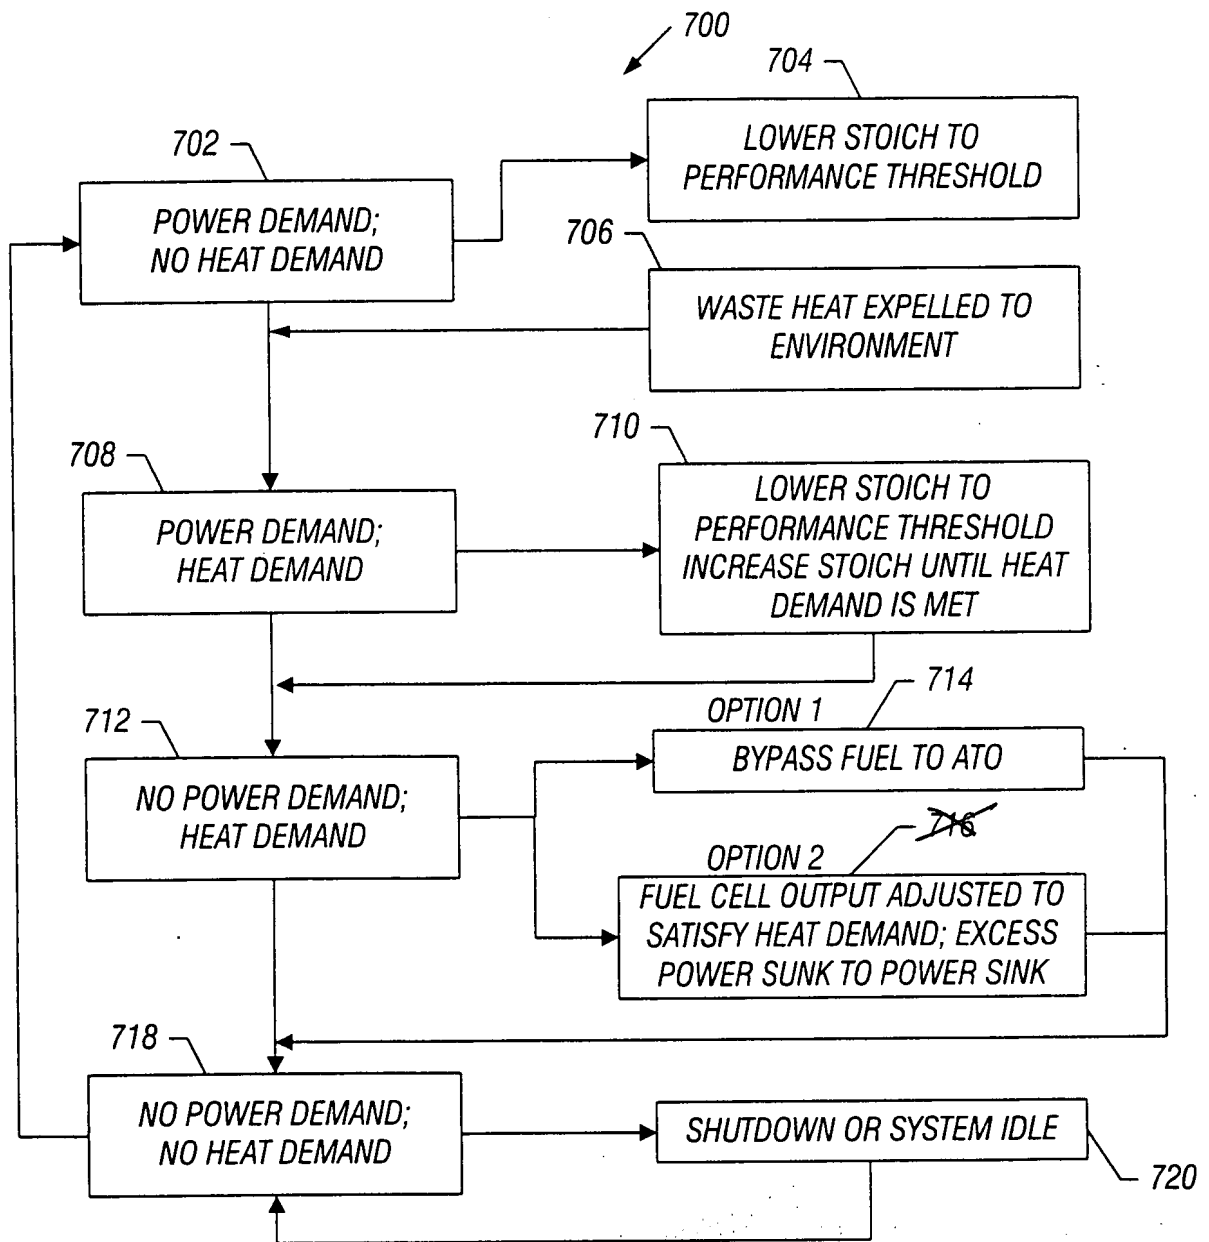 700
704
LOWER STOICH TO
PERFORMANCE THRESHOLD
702
POWER DEMAND;
NO HEAT DEMAND
706
WASTE HEAT EXPELLED TO
ENVIRONMENT
708
POWER DEMAND;
HEAT DEMAND
710
LOWER STOICH TO
PERFORMANCE THRESHOLD
INCREASE STOICH UNTIL HEAT
DEMAND IS MET
712
NO POWER DEMAND;
HEAT DEMAND
714
OPTION 1
BYPASS FUEL TO ATO
716
OPTION 2
FUEL CELL OUTPUT ADJUSTED TO
SATISFY HEAT DEMAND; EXCESS
POWER SUNK TO POWER SINK
718
NO POWER DEMAND;
NO HEAT DEMAND
SHUTDOWN OR SYSTEM IDLE
720